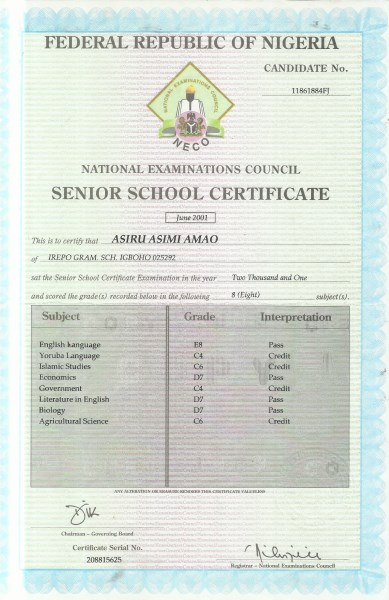 FEDERAL REPUBLIC OF NIGERIA
CANDIDATE No.
11861884FJ
NATIONAL EXAMINATIONS COUNCIL
NECO
NATIONAL EXAMINATIONS COUNCIL
SENIOR SCHOOL CERTIFICATE
June 2001
This is to certify that ASIRU ASIMI AMAO
of IREPO GRAM. SCH. IGBOHO 025292
sat the Senior School Certificate Examination in the year Two Thousand and One
and scored the grade(s) recorded below in the following 8 (Eight) subject(s).
Subject Grade Interpretation
English kanguage E8 Pass
Yoruba Language C4 Credit
Islamic Studies C6 Credit
Economics D7 Pass
Government C4 Credit
Literature in English D7 Pass
Biology D7 Pass
Agricultural Science C6 Credit
ANY ALTERATION OR ERASURE RENDERS THIS CERTIFICATE VALUELESS
Chairman – Governing Board
Certificate Serial No.
208815625
Registrar – National Examinations Council